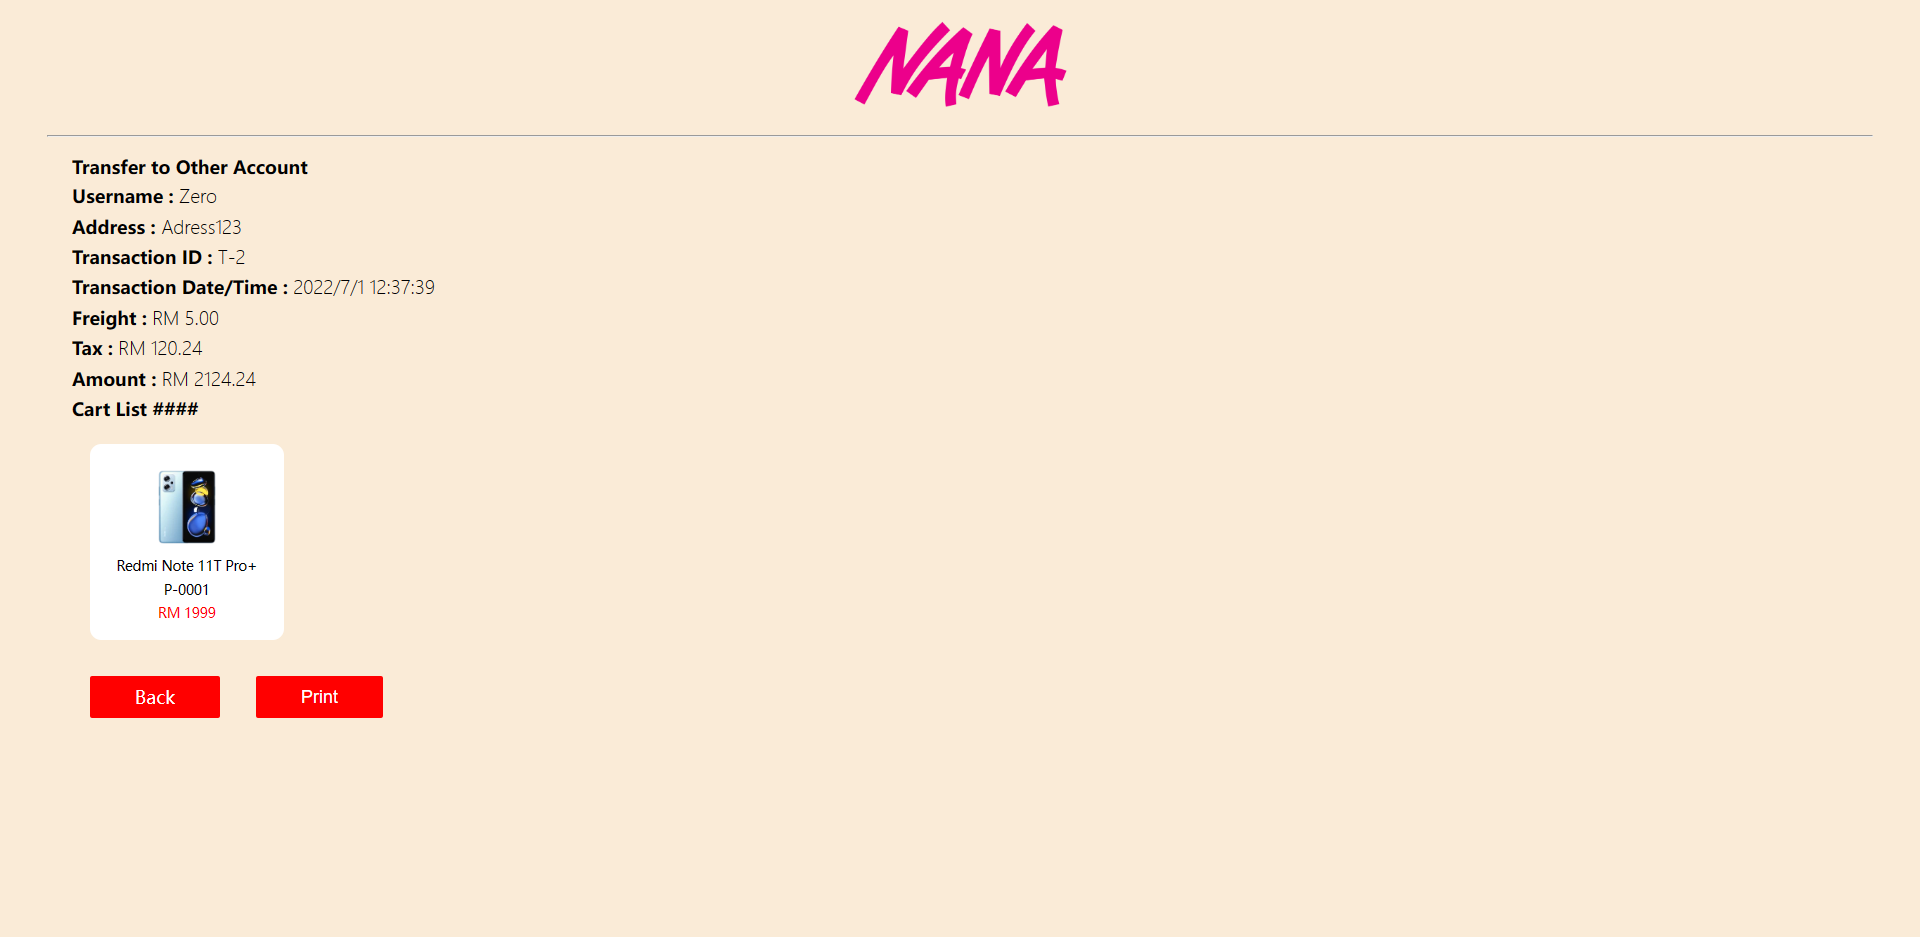 NANA
Transfer to Other Account
Username : Zero
Address : Adress123
Transaction ID : T-2
Transaction Date/Time : 2022/7/1 12:37:39
Freight : RM 5.00
Tax : RM 120.24
Amount : RM 2124.24
Cart List ####
Redmi Note 11T Pro+
P-0001
RM 1999
Back Print